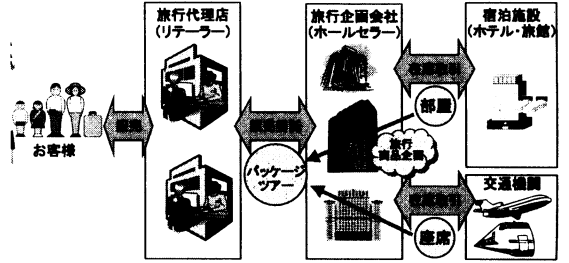 旅行代理店
(リテーラー)
旅行企画会社
(ホールセラー)
宿泊施設
(ホテル・旅館)
お客様
部屋
旅行
商品企画
パッケージ
ツアー
交通機関
座席